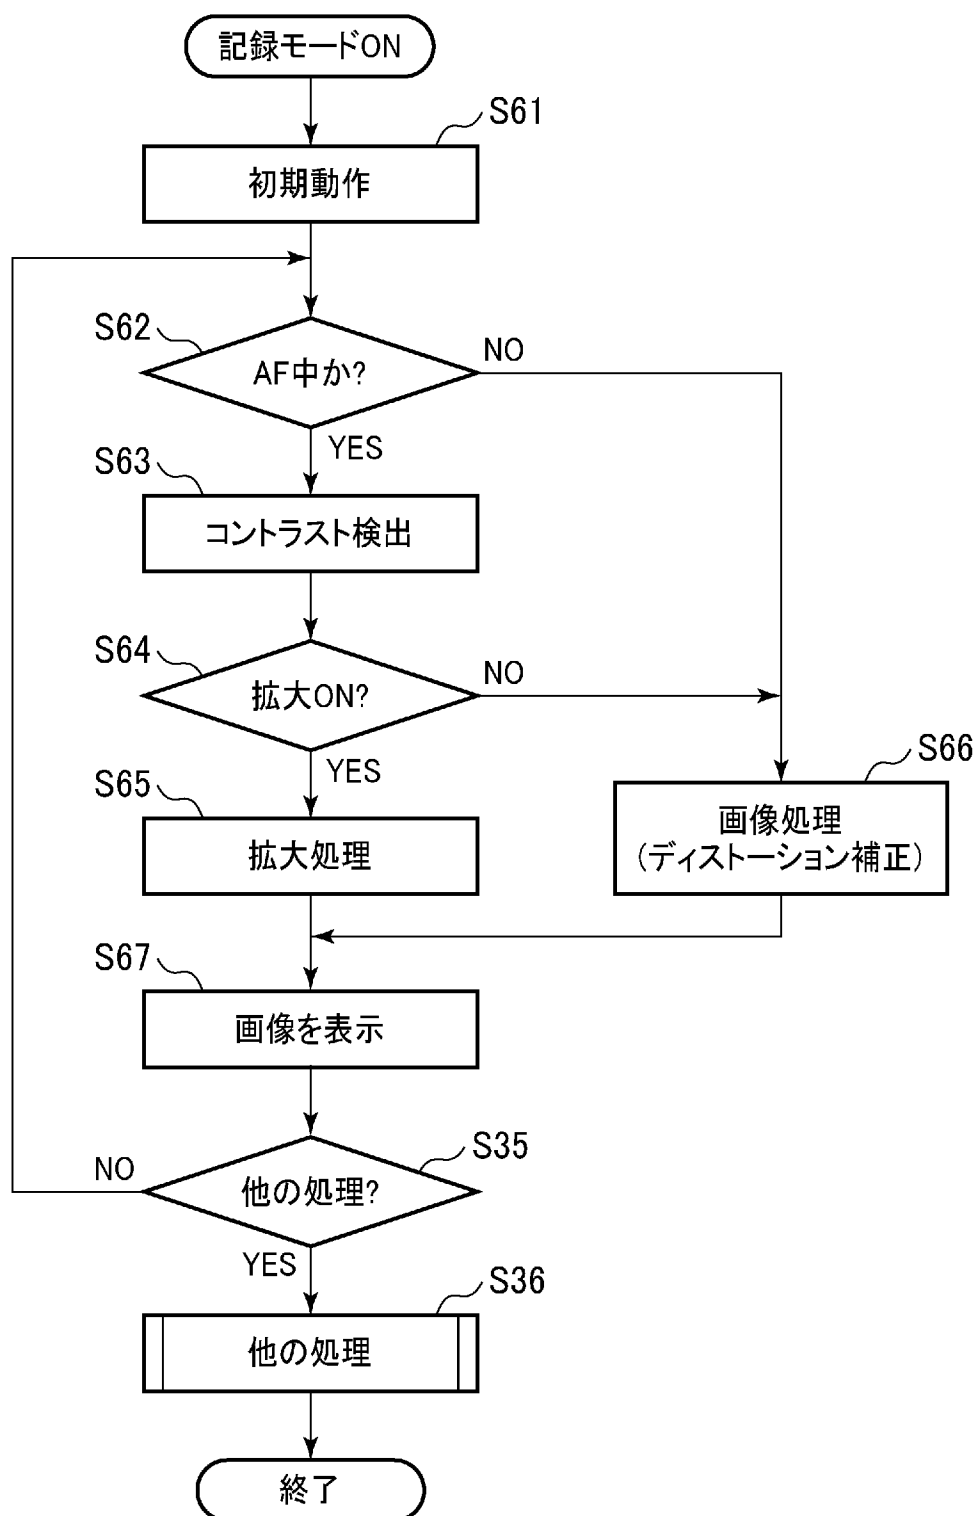 記録モードON
S61
初期動作
S62
AF中か?
NO
YES
S63
コントラスト検出
S64
拡大ON?
NO
YES
S65
拡大処理
S66
画像処理
(ディストーション補正)
S67
画像を表示
S35
他の処理?
NO
YES
S36
他の処理
終了